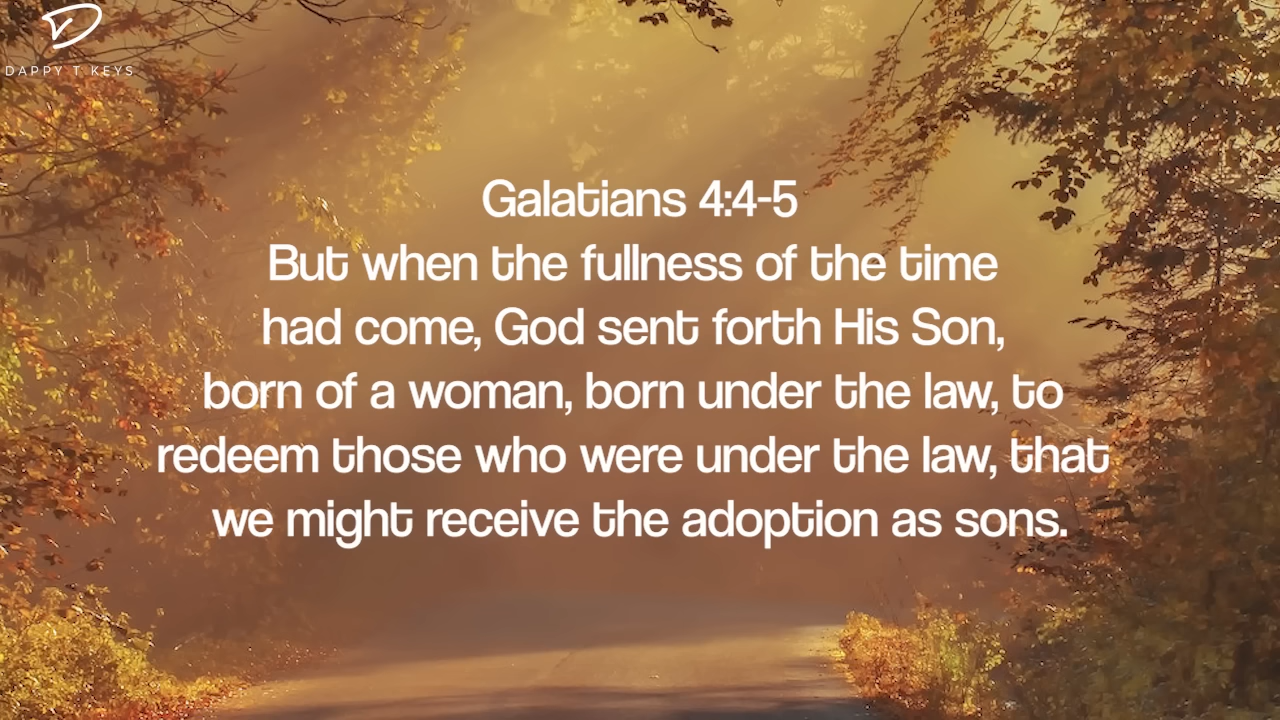 DAPPY T KEYS
Galatians 4:4-5
But when the fullness of the time
had come, God sent forth His Son,
born of a woman, born under the law, to
redeem those who were under the law, that
we might receive the adoption as sons.